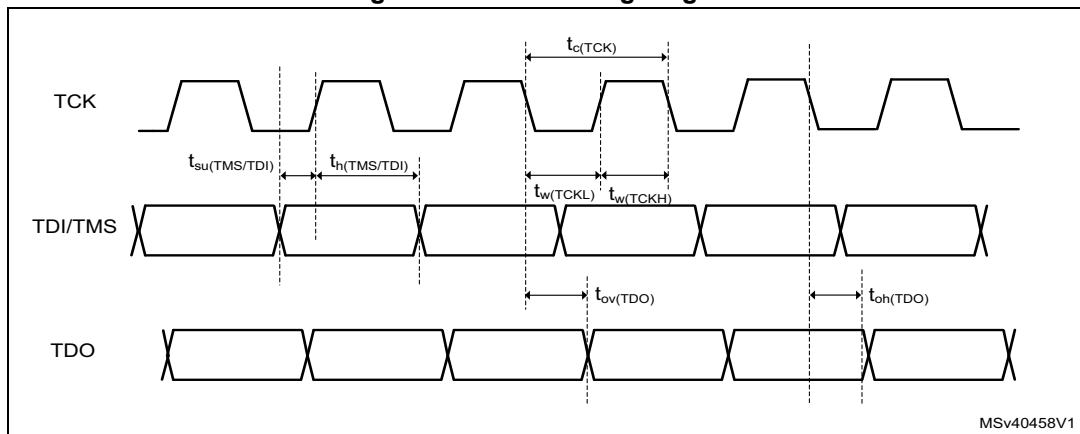 tc(TCK)
TCK
tsu(TMS/TDI) th(TMS/TDI)
tw(TCKL) tw(TCKH)
TDI/TMS
tov(TDO) toh(TDO)
TDO
MSv40458V1